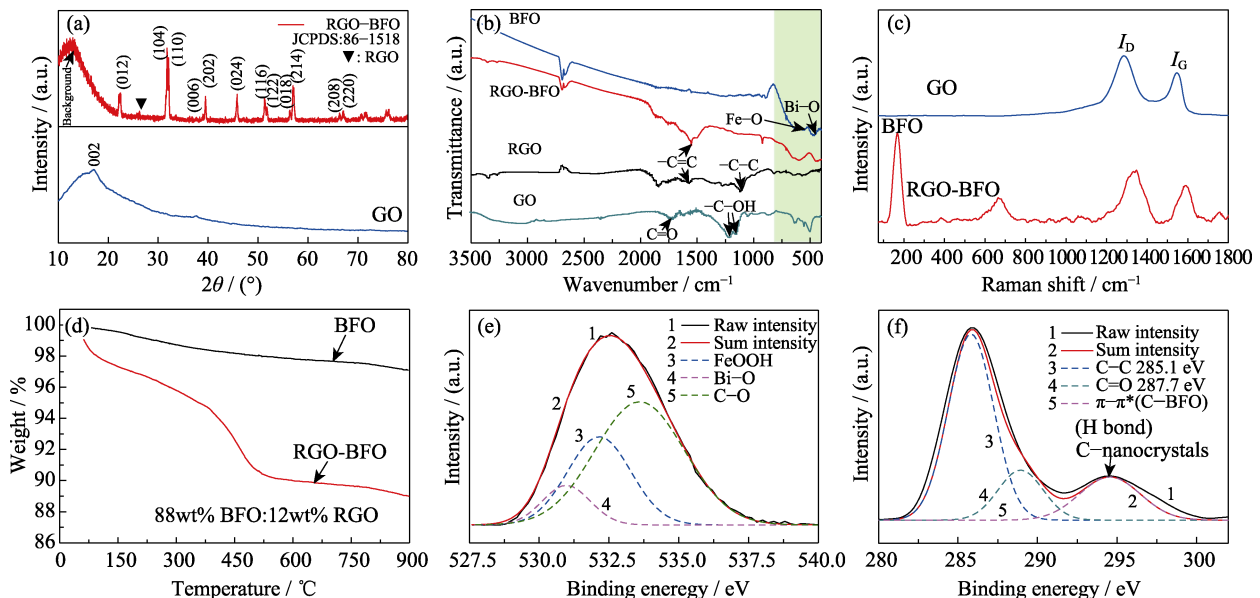 (a)
RGO−BFO
JCPDS:86−1518
▼: RGO
Background
(012)
▼
(104)
(110)
(006)
(202)
(024)
(116)
(122)
(018)
(214)
(208)
(220)
002
GO
Intensity / (a.u.)
10 20 30 40 50 60 70 80
2θ / (°)
(b)
BFO
RGO-BFO
Bi−O
Fe−O
RGO
−C=C
−C−C
GO
−C−OH
C=O
Transmittance / (a.u.)
3500 2500 1500 500
Wavenumber / cm⁻¹
(c)
I_D
I_G
GO
BFO
RGO-BFO
Intensity / (a.u.)
200 400 600 800 1000 1200 1400 1600 1800
Raman shift / cm⁻¹
(d)
BFO
RGO-BFO
88wt% BFO:12wt% RGO
Weight / %
100
98
96
94
92
90
88
86
0 150 300 450 600 750 900
Temperature / ℃
(e)
1 Raw intensity
2 Sum intensity
3 FeOOH
4 Bi−O
5 C−O
1
2
3
4
5
Intensity / (a.u.)
527.5 530.0 532.5 535.0 537.5 540.0
Binding energy / eV
(f)
1 Raw intensity
2 Sum intensity
3 C−C 285.1 eV
4 C=O 287.7 eV
5 π−π*(C−BFO)
(H bond)
C−nanocrystals
3
4
5
1
2
Intensity / (a.u.)
280 285 290 295 300
Binding eneregy / eV